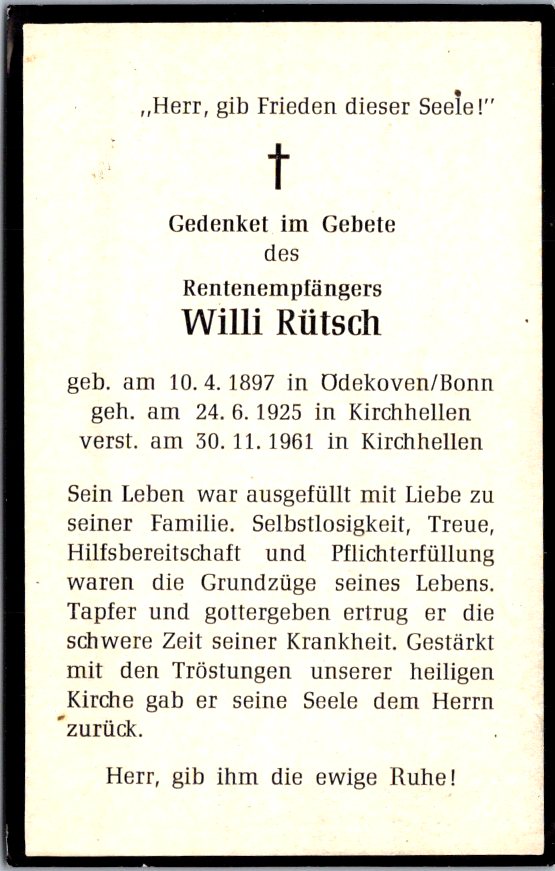 „Herr, gib Frieden dieser Seele!"
Gedenket im Gebete
des
Rentenempfängers
Willi Rütsch
geb. am 10. 4. 1897 in Ödekoven/Bonn
geh. am 24. 6. 1925 in Kirchhellen
verst. am 30. 11. 1961 in Kirchhellen
Sein Leben war ausgefüllt mit Liebe zu
seiner Familie. Selbstlosigkeit, Treue,
Hilfsbereitschaft und Pflichterfüllung
waren die Grundzüge seines Lebens.
Tapfer und gottergeben ertrug er die
schwere Zeit seiner Krankheit. Gestärkt
mit den Tröstungen unserer heiligen
Kirche gab er seine Seele dem Herrn
zurück.
Herr, gib ihm die ewige Ruhe!